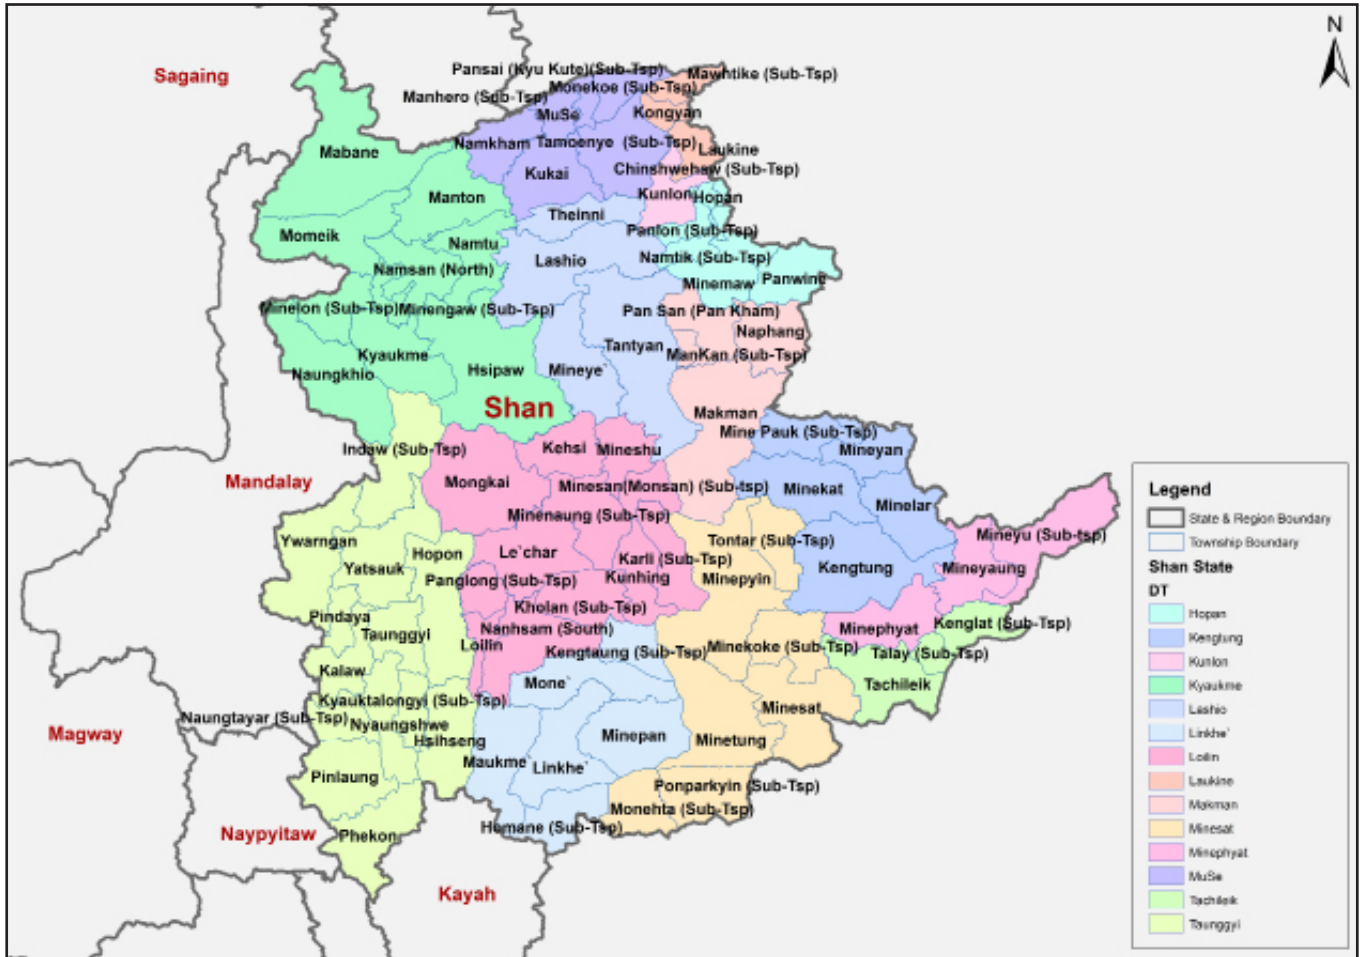 N
Sagaing
Pansai (Kyu Kute)(Sub-Tsp)
Mawhtike (Sub-Tsp)
Monekoe (Sub-Tsp)
Manhero (Sub-Tsp)
MuSe
Kongyan
Namkham
Tamoenye (Sub-Tsp)
Laukine
Mabane
Kukai
Chinshwehaw (Sub-Tsp)
Manton
Kunlon
Hopan
Theinni
Momeik
Panlon (Sub-Tsp)
Namtu
Lashio
Namtik (Sub-Tsp)
Namsan (North)
Minemaw
Panwine
Minelon (Sub-Tsp)
Minengaw (Sub-Tsp)
Pan San (Pan Kham)
Naphang
Tantyan
ManKan (Sub-Tsp)
Kyaukme
Naungkhio
Hsipaw
Mineye`
Shan
Makman
Mine Pauk (Sub-Tsp)
Indaw (Sub-Tsp)
Kehsi
Mineshu
Mineyan
Mandalay
Mongkai
Minesan(Monsan) (Sub-tsp)
Minekat
Minelar
Minenaung (Sub-Tsp)
Ywarngan
Hopon
Le`char
Tontar (Sub-Tsp)
Mineyu (Sub-tsp)
Yatsauk
Karli (Sub-Tsp)
Kengtung
Mineyaung
Panglong (Sub-Tsp)
Kunhing
Minepyin
Pindaya
Kholan (Sub-Tsp)
Taunggyi
Nanhsam (South)
Minephyat
Kenglat (Sub-Tsp)
Loilin
Kengtaung (Sub-Tsp)
Minekoke (Sub-Tsp)
Talay (Sub-Tsp)
Kalaw
Mone`
Tachileik
Kyauktalongyi (Sub-Tsp)
Minesat
Naungtayar (Sub-Tsp)
Nyaungshwe
Magway
Hsihseng
Minepan
Minetung
Pinlaung
Maukme`
Linkhe`
Ponparkyin (Sub-Tsp)
Monehta (Sub-Tsp)
Naypyitaw
Phekon
Homane (Sub-Tsp)
Kayah
Legend
State & Region Boundary
Township Boundary
Shan State
DT
Hopan
Kengtung
Kunlon
Kyaukme
Lashio
Linkhe`
Loilin
Laukine
Makman
Minesat
Minephyat
MuSe
Tachileik
Taunggyi